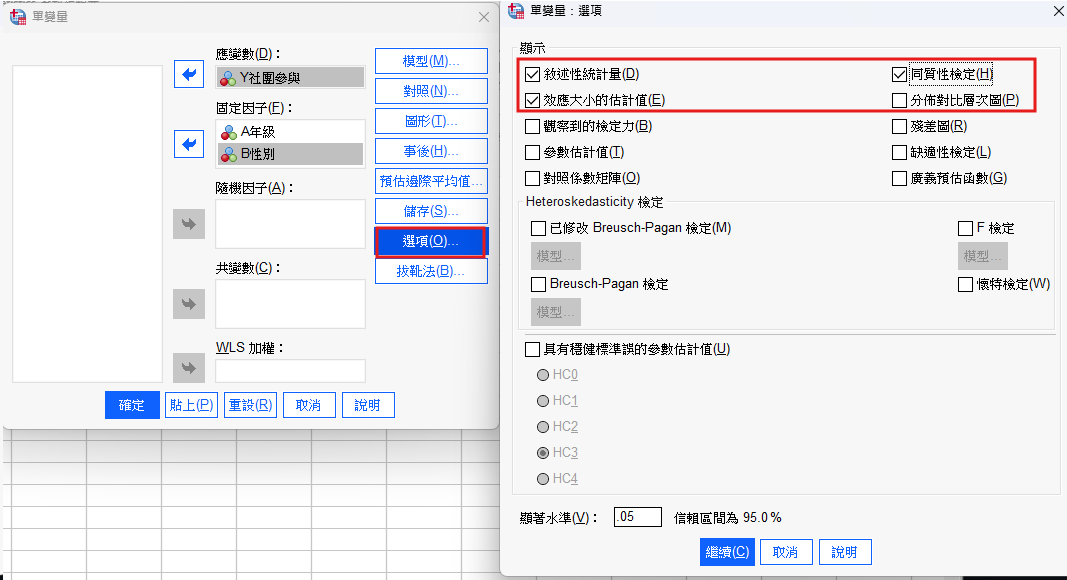 單變量
應變數(D)：
Y社團參與
固定因子(F)：
A年級
B性別
隨機因子(A)：
共變數(C)：
WLS 加權：
模型(M)...
對照(N)...
圖形(T)...
事後(H)...
預估邊際平均值...
儲存(S)...
選項(O)...
拔靴法(B)...
確定
貼上(P)
重設(R)
取消
說明
單變量：選項
顯示
敘述性統計量(D)
同質性檢定(H)
效應大小的估計值(E)
分佈對比層次圖(P)
觀察到的檢定力(B)
殘差圖(R)
參數估計值(T)
缺適性檢定(L)
對照係數矩陣(O)
廣義預估函數(G)
Heteroskedasticity 檢定
已修改 Breusch-Pagan 檢定(M)
F 檢定
模型...
模型...
Breusch-Pagan 檢定
懷特檢定(W)
模型...
具有穩健標準誤的參數估計值(U)
HC0
HC1
HC2
HC3
HC4
顯著水準(V)：
.05
信賴區間為 95.0%
繼續(C)
取消
說明